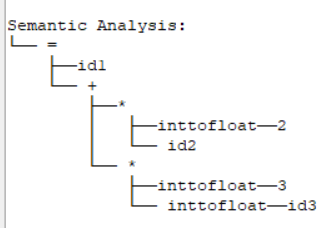 Semantic Analysis:
└── =
    ├──id1
    └── +
        ├──*
        │   ├──inttofloat──2
        │   └── id2
        └── *
            ├──inttofloat──3
            └── inttofloat──id3